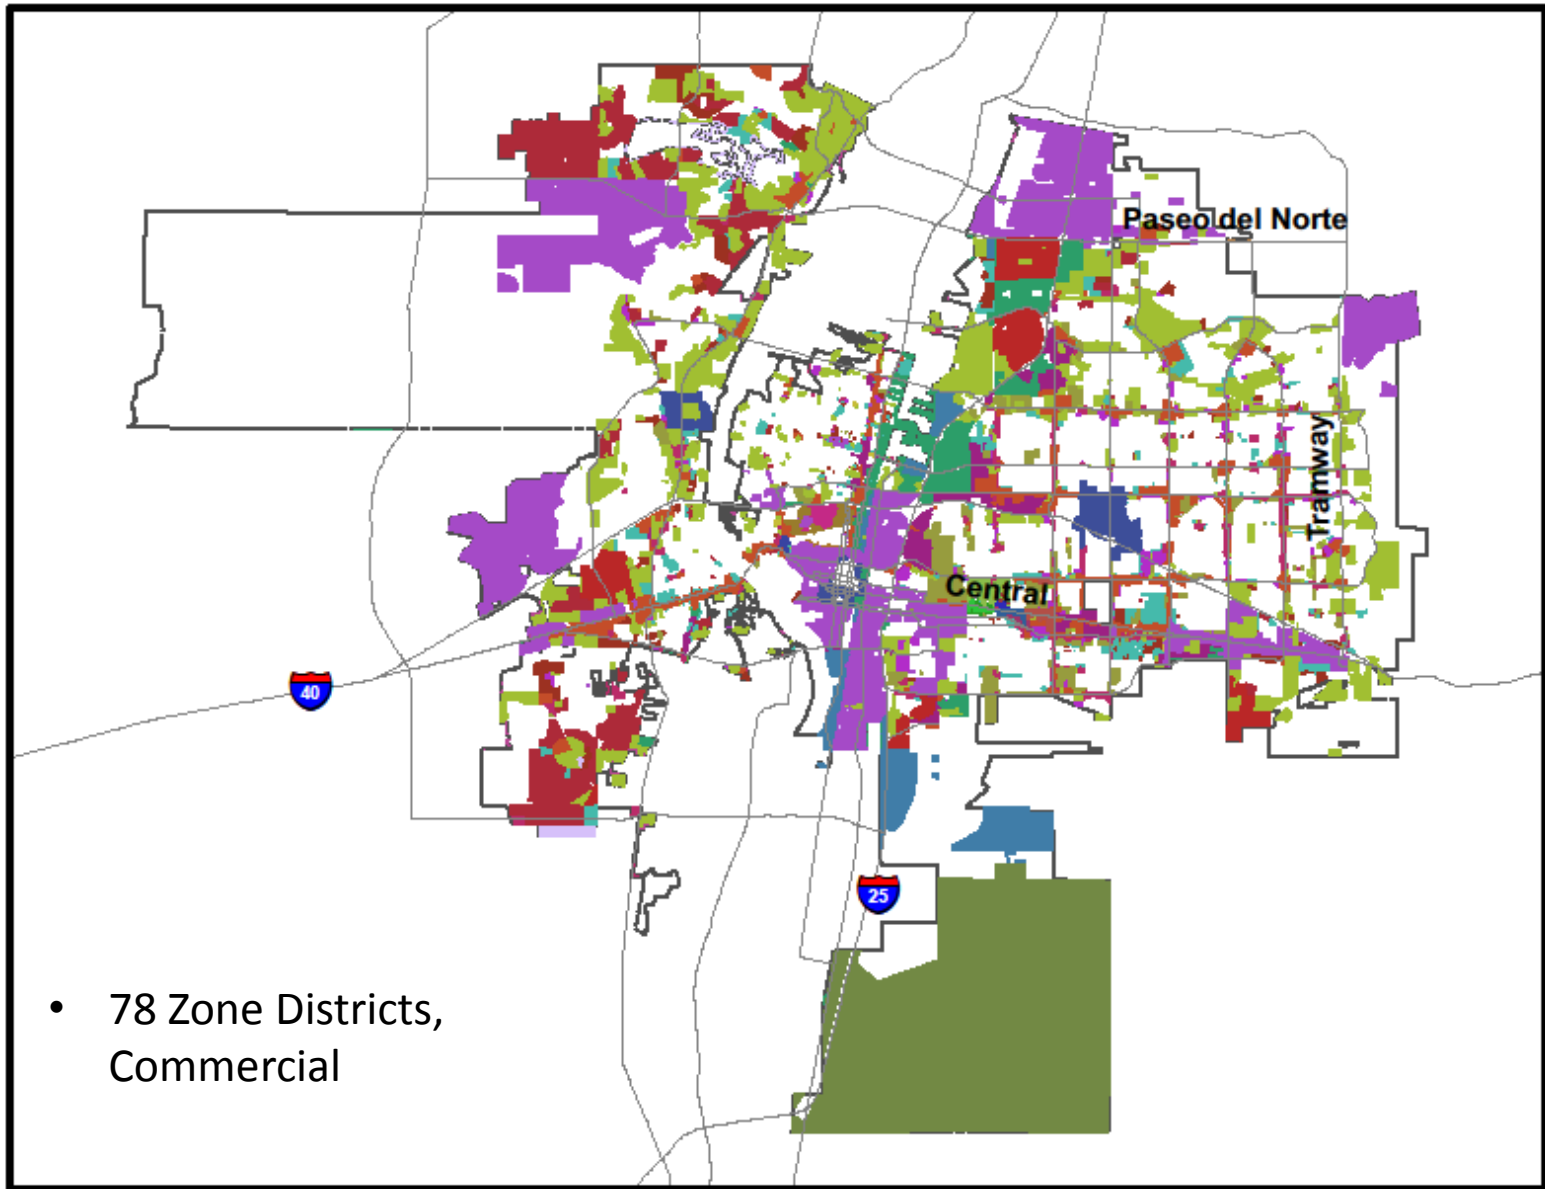 Paseo del Norte
Tramway
Central
40
25
• 78 Zone Districts,
Commercial